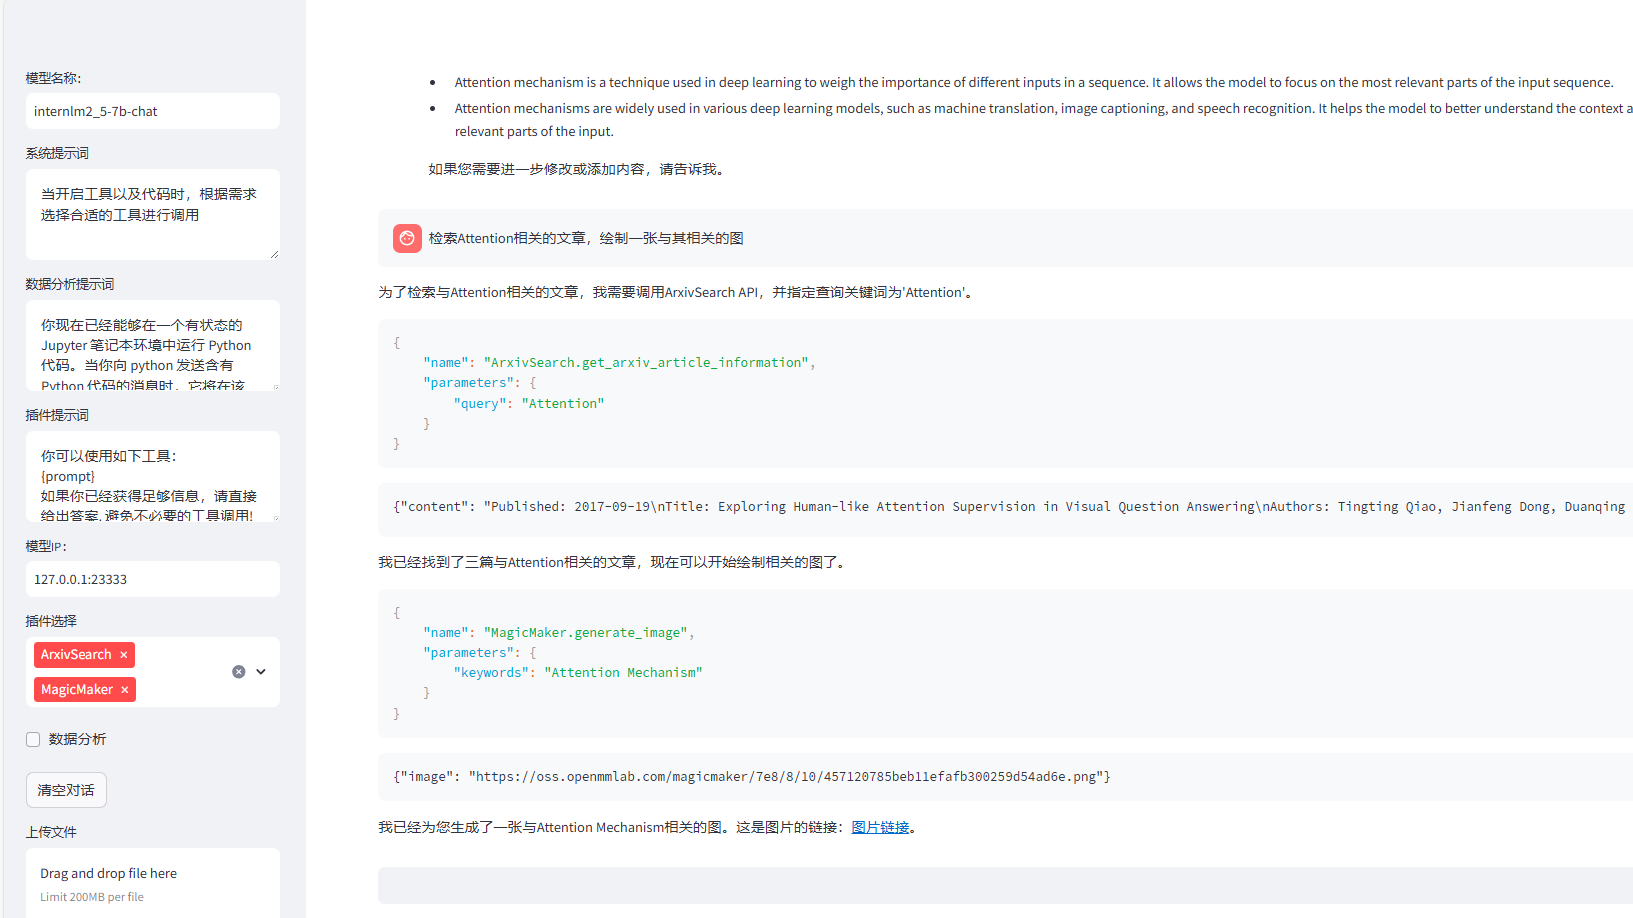 模型名称：
internlm2_5-7b-chat
系统提示词
当开启工具以及代码时，根据需求
选择合适的工具进行调用
数据分析提示词
你现在已经能够在一个有状态的
Jupyter 笔记本环境中运行 Python
代码。当你向 python 发送含有
Python 代码的消息时，它将在该
插件提示词
你可以使用如下工具：
{prompt}
如果你已经获得足够信息，请直接
给出答案. 避免不必要的工具调用!
模型IP：
127.0.0.1:23333
插件选择
ArxivSearch ×
MagicMaker ×
数据分析
清空对话
上传文件
Drag and drop file here
Limit 200MB per file
• Attention mechanism is a technique used in deep learning to weigh the importance of different inputs in a sequence. It allows the model to focus on the most relevant parts of the input sequence.
• Attention mechanisms are widely used in various deep learning models, such as machine translation, image captioning, and speech recognition. It helps the model to better understand the context a
relevant parts of the input.
如果您需要进一步修改或添加内容，请告诉我。
检索Attention相关的文章，绘制一张与其相关的图
为了检索与Attention相关的文章，我需要调用ArxivSearch API，并指定查询关键词为'Attention'。
{
"name": "ArxivSearch.get_arxiv_article_information",
"parameters": {
"query": "Attention"
}
}
{"content": "Published: 2017-09-19\nTitle: Exploring Human-like Attention Supervision in Visual Question Answering\nAuthors: Tingting Qiao, Jianfeng Dong, Duanqing
我已经找到了三篇与Attention相关的文章，现在可以开始绘制相关的图了。
{
"name": "MagicMaker.generate_image",
"parameters": {
"keywords": "Attention Mechanism"
}
}
{"image": "https://oss.openmmlab.com/magicmaker/7e8/8/10/457120785beb11efafb300259d54ad6e.png"}
我已经为您生成了一张与Attention Mechanism相关的图。这是图片的链接：图片链接。